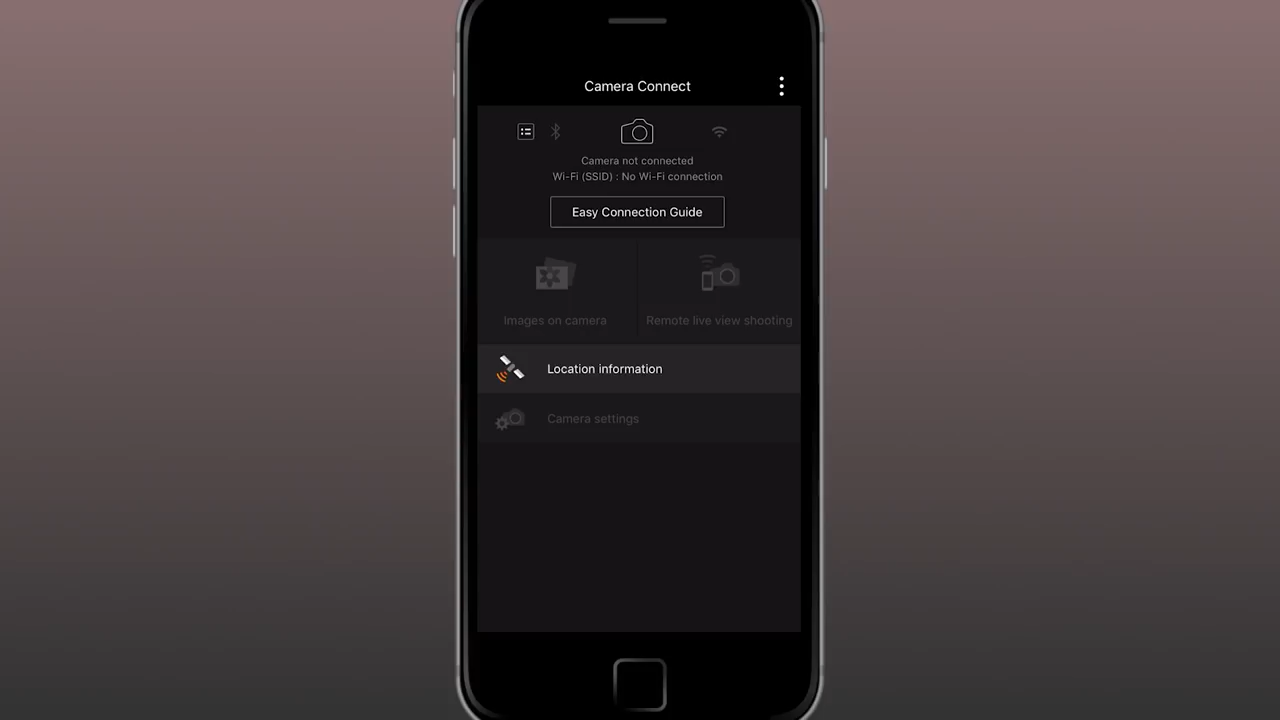 Camera Connect
Camera not connected
Wi-Fi (SSID) : No Wi-Fi connection
Easy Connection Guide
Images on camera
Remote live view shooting
Location information
Camera settings